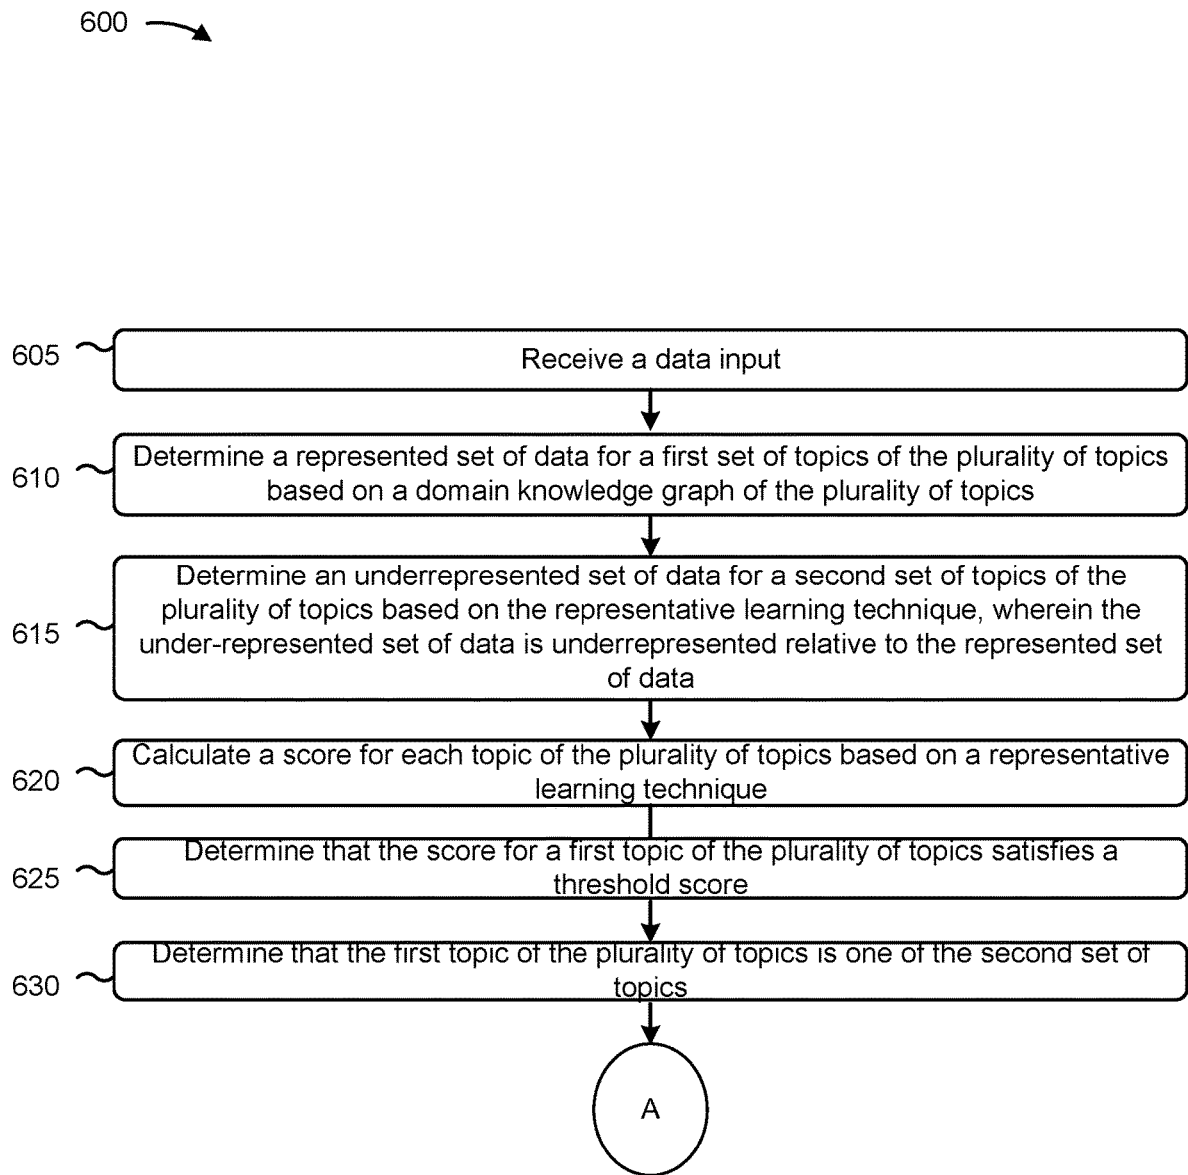 600
605
Receive a data input
610
Determine a represented set of data for a first set of topics of the plurality of topics
based on a domain knowledge graph of the plurality of topics
615
Determine an underrepresented set of data for a second set of topics of the
plurality of topics based on the representative learning technique, wherein the
under-represented set of data is underrepresented relative to the represented set
of data
620
Calculate a score for each topic of the plurality of topics based on a representative
learning technique
625
Determine that the score for a first topic of the plurality of topics satisfies a
threshold score
630
Determine that the first topic of the plurality of topics is one of the second set of
topics
A